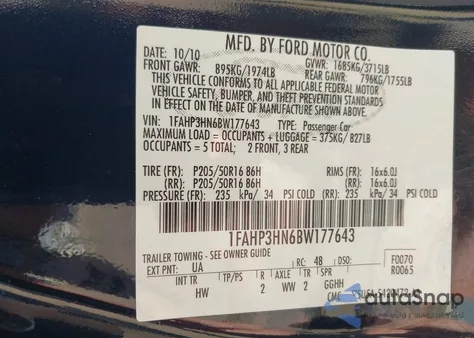 MFD. BY FORD MOTOR CO.
DATE: 10/10 GVWR: 1685KG/3715LB
FRONT GAWR: 895KG/1974LB REAR GAWR: 796KG/1755LB
THIS VEHICLE CONFORMS TO ALL APPLICABLE FEDERAL MOTOR
VEHICLE SAFETY, BUMPER, AND THEFT PREVENTION STANDARDS
IN EFFECT ON THE DATE OF MANUFACTURE SHOWN ABOVE.
VIN: 1FAHP3HN6BW177643 TYPE: Passenger Car
MAXIMUM LOAD = OCCUPANTS + LUGGAGE = 375KG/ 827LB
OCCUPANTS = 5 TOTAL; 2 FRONT, 3 REAR
TIRE (FR): P205/50R16 86H RIMS (FR): 16x6.0J
(RR): P205/50R16 86H (RR): 16x6.0J
PRESSURE (FR): 235 kPa/ 34 PSI COLD (RR): 235 kPa/ 34 PSI COLD
1FAHP3HN6BW177643
TRAILER TOWING - SEE OWNER GUIDE
EXT PNT: UA RC: 48 DSO: F0070
R0065
INT TR TP/PS R AXLE TR SPR
HW 2 WW 2 GGHH
CMC
autoSnap